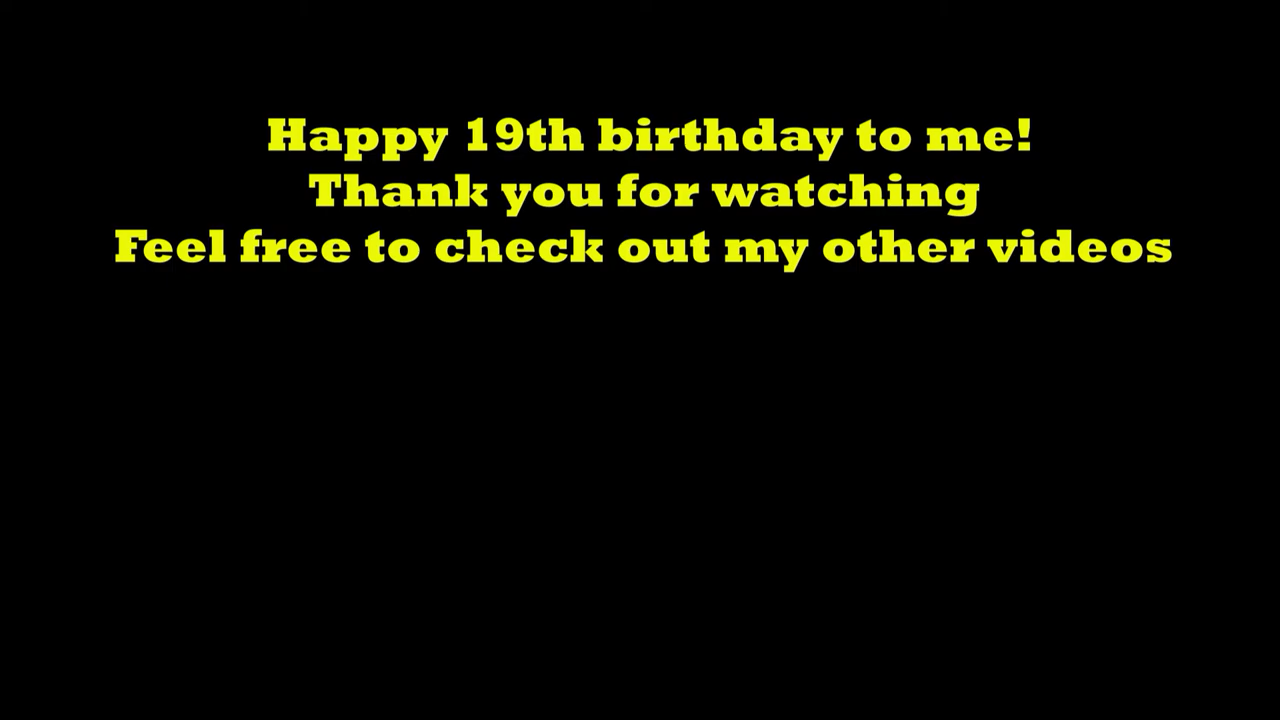 Happy 19th birthday to me!
Thank you for watching
Feel free to check out my other videos